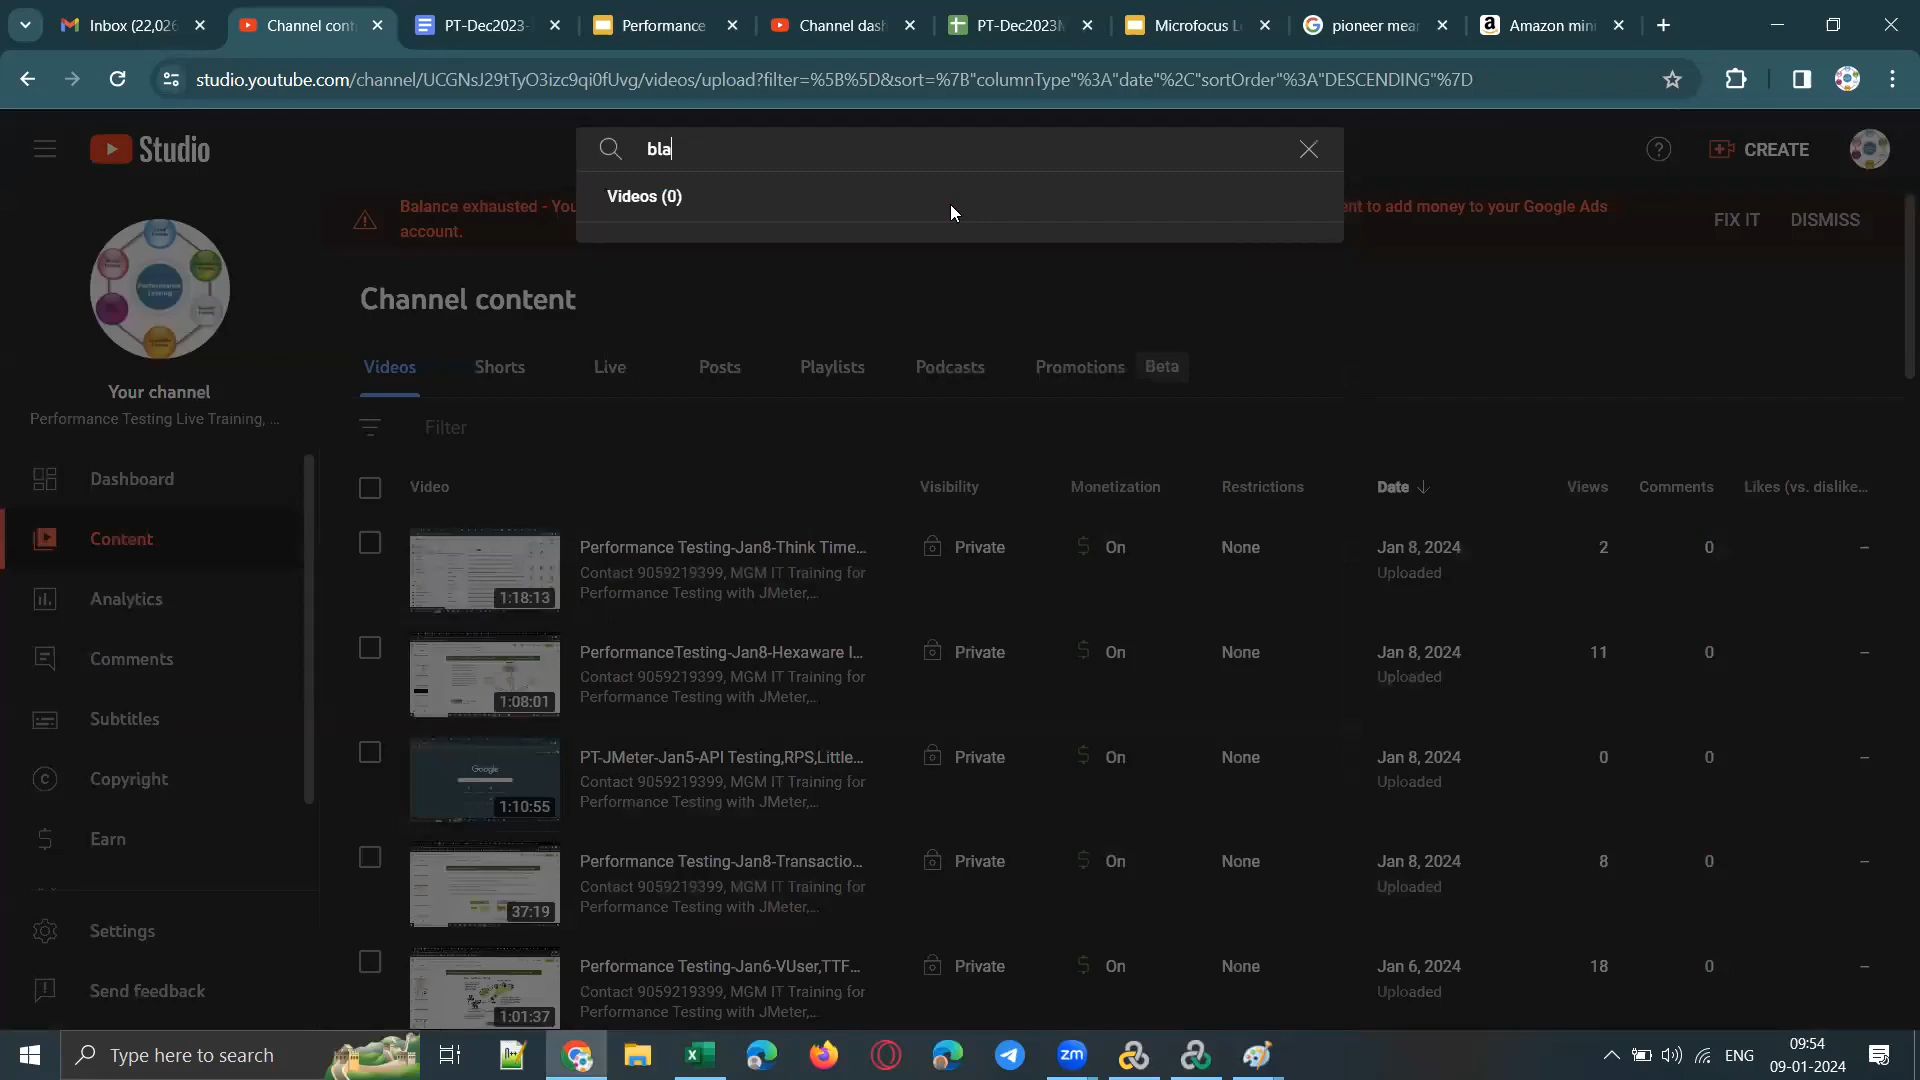 Inbox (22,026
Channel cont
PT-Dec2023-
Performance
Channel dash
PT-Dec2023M
Microfocus L
pioneer mea
Amazon mini
studio.youtube.com/channel/UCGNsJ29tTyO3izc9qi0fUvg/videos/upload?filter=%5B%5D&sort=%7B"columnType"%3A"date"%2C"sortOrder"%3A"DESCENDING"%7D
Studio
bla
CREATE
Videos (0)
Balance exhausted - You
nt to add money to your Google Ads
account.
FIX IT
DISMISS
Channel content
Videos
Shorts
Live
Posts
Playlists
Podcasts
Promotions
Beta
Your channel
Performance Testing Live Training, ...
Filter
Dashboard
Content
Analytics
Comments
Subtitles
Copyright
Earn
Settings
Send feedback
Video
Visibility
Monetization
Restrictions
Date
Views
Comments
Likes (vs. dislike...
Performance Testing-Jan8-Think Time...
Contact 9059219399, MGM IT Training for
Performance Testing with JMeter,...
1:18:13
Private
On
None
Jan 8, 2024
Uploaded
2
0
–
PerformanceTesting-Jan8-Hexaware I...
Contact 9059219399, MGM IT Training for
Performance Testing with JMeter,...
1:08:01
Private
On
None
Jan 8, 2024
Uploaded
11
0
–
Google
PT-JMeter-Jan5-API Testing,RPS,Little...
Contact 9059219399, MGM IT Training for
Performance Testing with JMeter,...
1:10:55
Private
On
None
Jan 8, 2024
Uploaded
0
0
–
Performance Testing-Jan8-Transactio...
Contact 9059219399, MGM IT Training for
Performance Testing with JMeter,...
37:19
Private
On
None
Jan 8, 2024
Uploaded
8
0
–
Performance Testing-Jan6-VUser,TTF...
Contact 9059219399, MGM IT Training for
Performance Testing with JMeter,...
1:01:37
Private
On
None
Jan 6, 2024
Uploaded
18
0
–
Type here to search
zm
ENG
09:54
09-01-2024